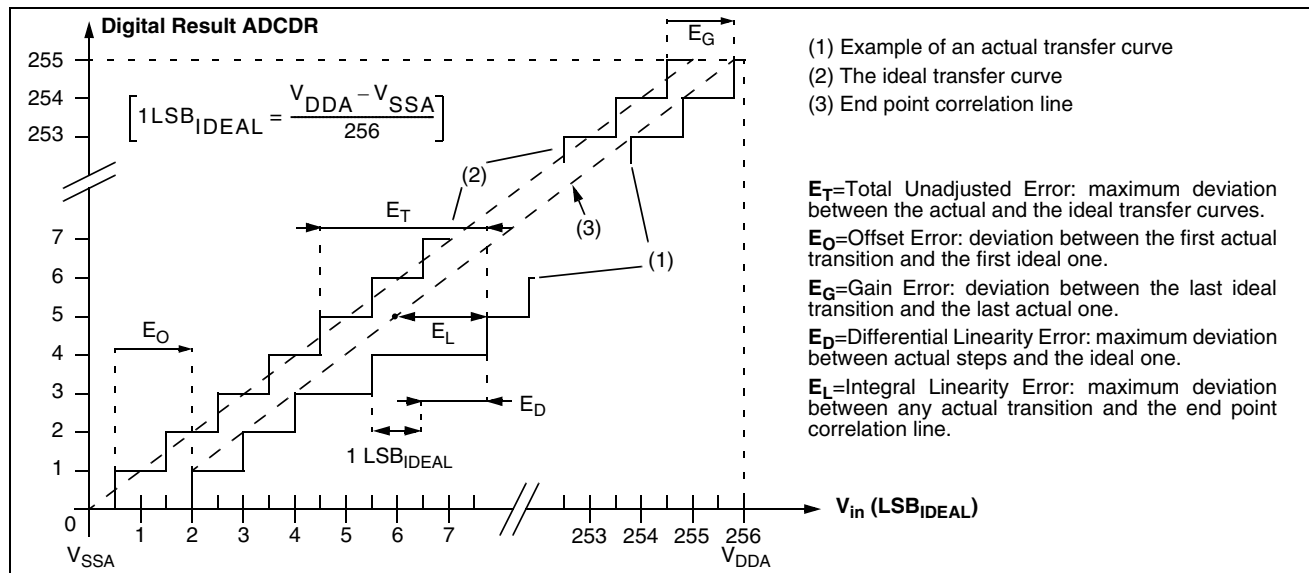 Digital Result ADCDR
[1LSB_IDEAL = (V_DDA – V_SSA) / 256]
255
254
253
7
6
5
4
3
2
1
0
E_G
(2)
E_T
(3)
(1)
E_O
E_L
E_D
1 LSB_IDEAL
1 2 3 4 5 6 7 253 254 255 256
V_SSA
V_DDA
V_in (LSB_IDEAL)
(1) Example of an actual transfer curve
(2) The ideal transfer curve
(3) End point correlation line
E_T=Total Unadjusted Error: maximum deviation
between the actual and the ideal transfer curves.
E_O=Offset Error: deviation between the first actual
transition and the first ideal one.
E_G=Gain Error: deviation between the last ideal
transition and the last actual one.
E_D=Differential Linearity Error: maximum deviation
between actual steps and the ideal one.
E_L=Integral Linearity Error: maximum deviation
between any actual transition and the end point
correlation line.